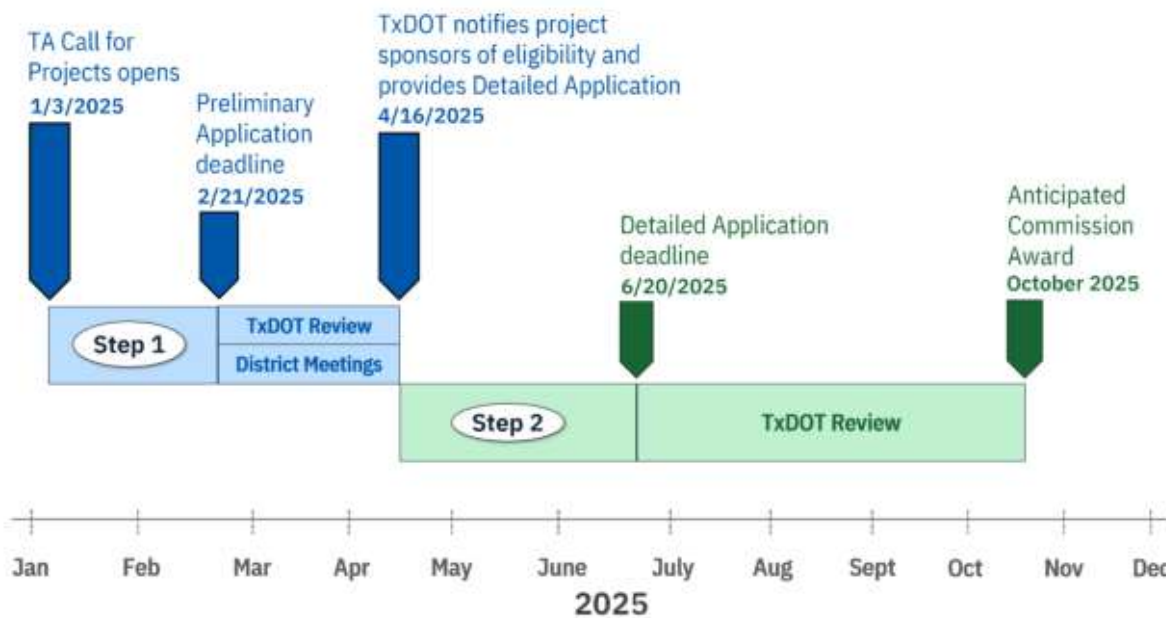 TA Call for
Projects opens
1/3/2025
Preliminary
Application
deadline
2/21/2025
TxDOT notifies project
sponsors of eligibility and
provides Detailed Application
4/16/2025
Detailed Application
deadline
6/20/2025
Anticipated
Commission
Award
October 2025
Step 1
TxDOT Review
District Meetings
Step 2
TxDOT Review
Jan Feb Mar Apr May June July Aug Sept Oct Nov Dec
2025